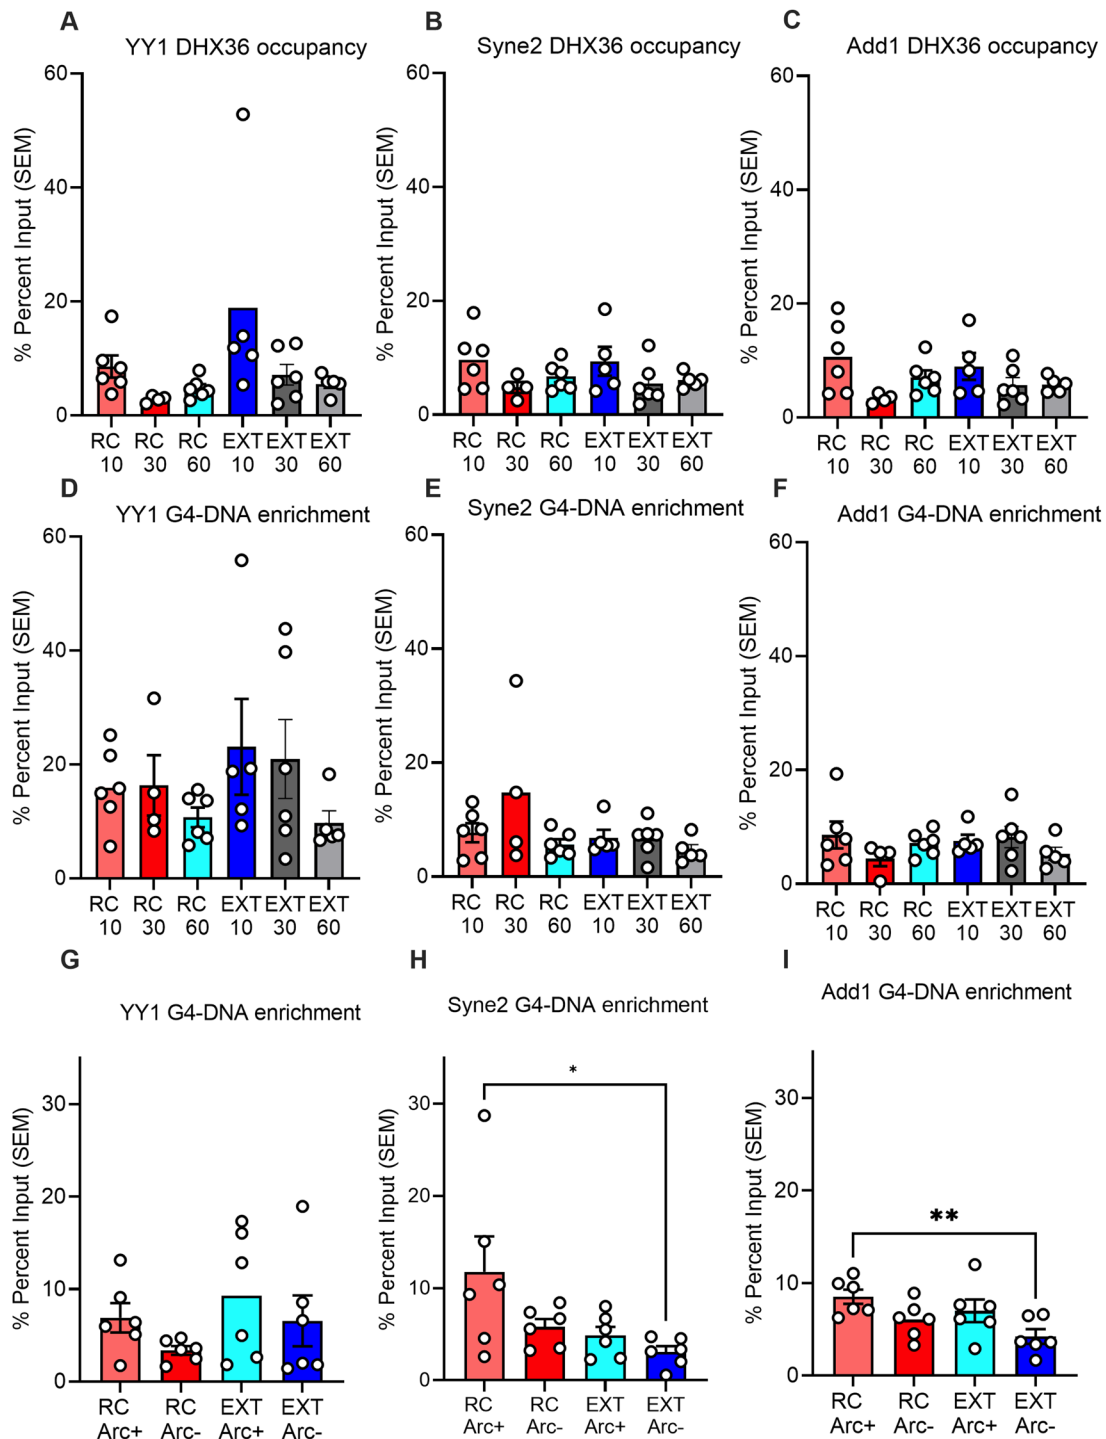 A
YY1 DHX36 occupancy
% Percent Input (SEM)
60
40
20
0
RC RC RC EXT EXT EXT
10 30 60 10 30 60
B
Syne2 DHX36 occupancy
% Percent Input (SEM)
60
40
20
0
RC RC RC EXT EXT EXT
10 30 60 10 30 60
C
Add1 DHX36 occupancy
% Percent Input (SEM)
60
40
20
0
RC RC RC EXT EXT EXT
10 30 60 10 30 60
D
YY1 G4-DNA enrichment
% Percent Input (SEM)
60
40
20
0
RC RC RC EXT EXT EXT
10 30 60 10 30 60
E
Syne2 G4-DNA enrichment
% Percent Input (SEM)
60
40
20
0
RC RC RC EXT EXT EXT
10 30 60 10 30 60
F
Add1 G4-DNA enrichment
% Percent Input (SEM)
60
40
20
0
RC RC RC EXT EXT EXT
10 30 60 10 30 60
G
YY1 G4-DNA enrichment
% Percent Input (SEM)
30
20
10
0
RC RC EXT EXT
Arc+ Arc- Arc+ Arc-
H
Syne2 G4-DNA enrichment
% Percent Input (SEM)
30
20
10
0
*
RC RC EXT EXT
Arc+ Arc- Arc+ Arc-
I
Add1 G4-DNA enrichment
% Percent Input (SEM)
30
20
10
0
**
RC RC EXT EXT
Arc+ Arc- Arc+ Arc-